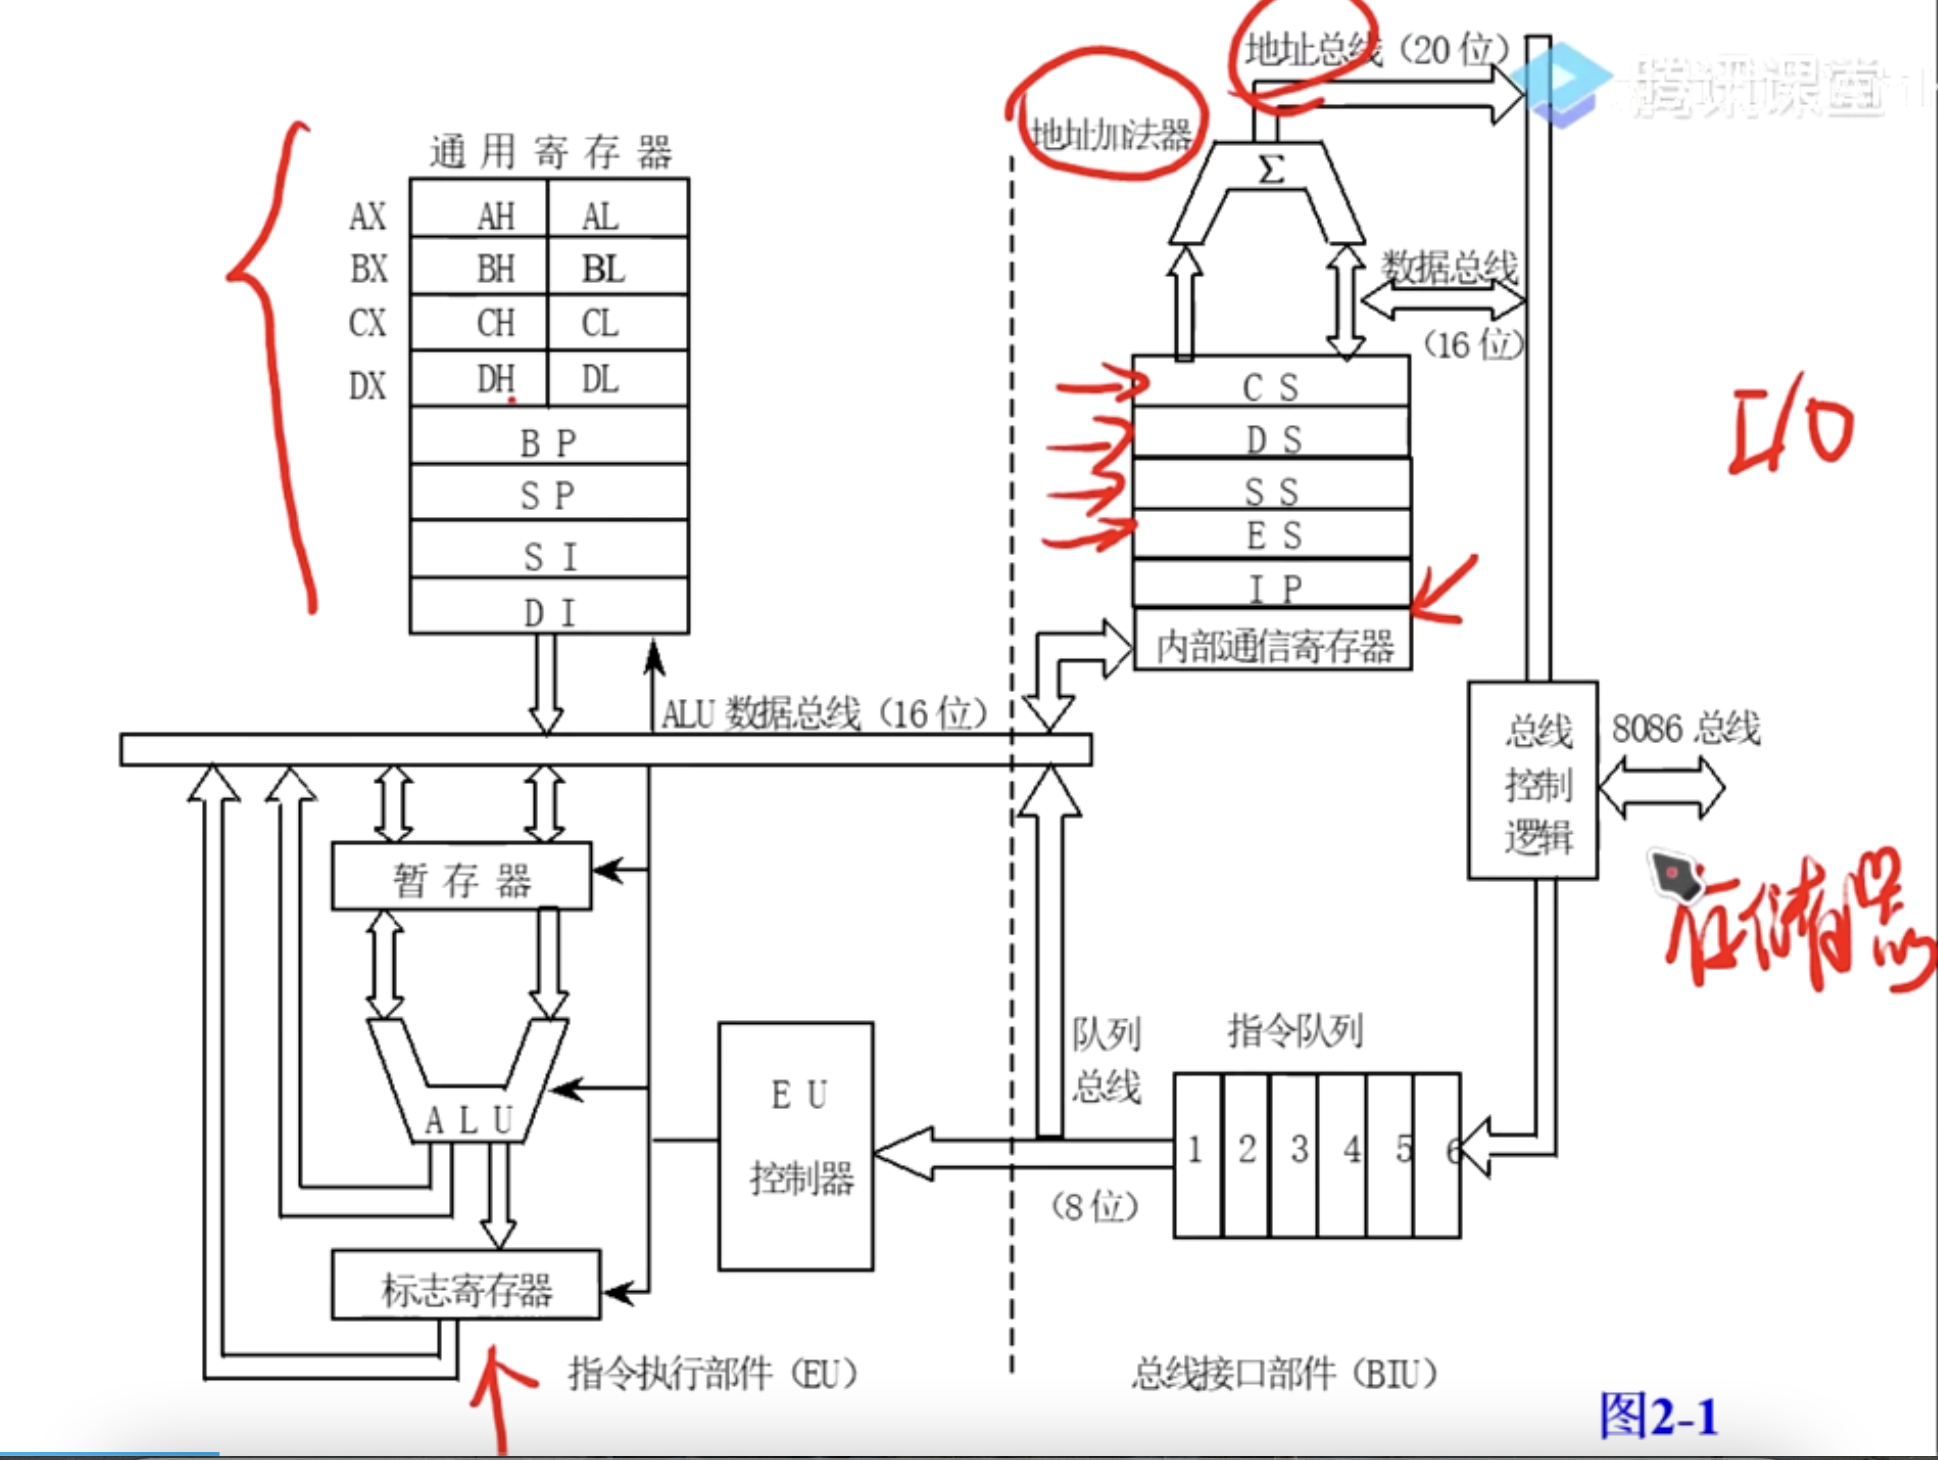 地址总线（20 位）
腾讯课堂
地址加法器
Σ
通 用 寄 存 器
AX AH AL
BX BH BL
CX CH CL
DX DH DL
B P
S P
S I
D I
数据总线
（16 位）
C S
D S
S S
E S
I P
内部通信寄存器
I/O
ALU 数据总线（16 位）
总线
控制
逻辑
8086 总线
存储器
暂 存 器
A L U
标志寄存器
E U
控制器
队列
总线
（8 位）
指令队列
1 2 3 4 5 6
指令执行部件（EU）
总线接口部件（BIU）
图2-1